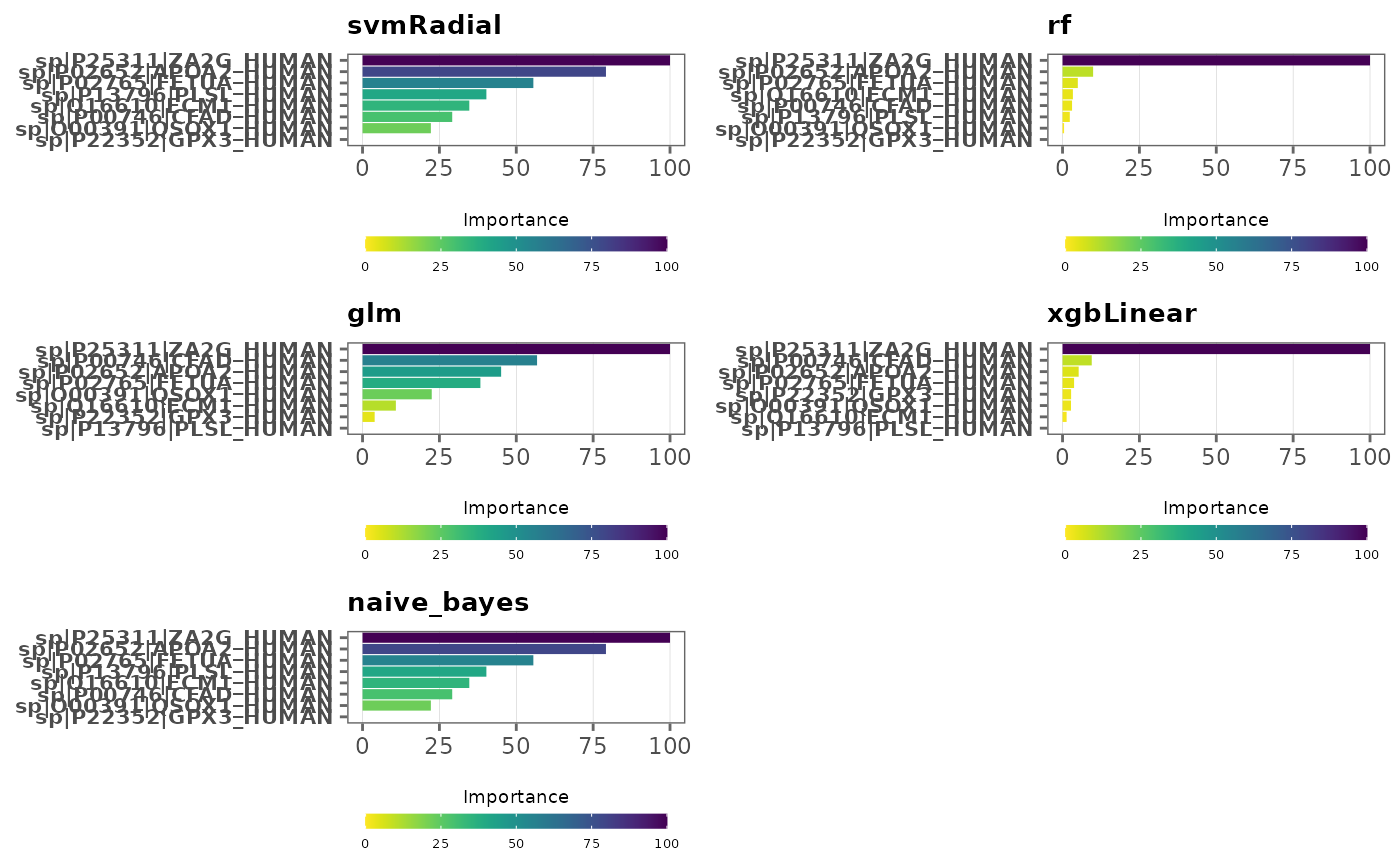 svmRadial
sp|P25311|ZA2G_HUMAN
sp|P02652|APOA2_HUMAN
sp|P02765|FETUA_HUMAN
sp|P13796|PLSL_HUMAN
sp|Q16610|ECM1_HUMAN
sp|P00746|CFAD_HUMAN
sp|O00391|QSOX1_HUMAN
sp|P22352|GPX3_HUMAN
0 25 50 75 100
Importance
0 25 50 75 100
rf
sp|P25311|ZA2G_HUMAN
sp|P02652|APOA2_HUMAN
sp|P02765|FETUA_HUMAN
sp|Q16610|ECM1_HUMAN
sp|P00746|CFAD_HUMAN
sp|P13796|PLSL_HUMAN
sp|O00391|QSOX1_HUMAN
sp|P22352|GPX3_HUMAN
0 25 50 75 100
Importance
0 25 50 75 100
glm
sp|P25311|ZA2G_HUMAN
sp|P00746|CFAD_HUMAN
sp|P02652|APOA2_HUMAN
sp|P02765|FETUA_HUMAN
sp|O00391|QSOX1_HUMAN
sp|Q16610|ECM1_HUMAN
sp|P22352|GPX3_HUMAN
sp|P13796|PLSL_HUMAN
0 25 50 75 100
Importance
0 25 50 75 100
xgbLinear
sp|P25311|ZA2G_HUMAN
sp|P00746|CFAD_HUMAN
sp|P02652|APOA2_HUMAN
sp|P02765|FETUA_HUMAN
sp|P22352|GPX3_HUMAN
sp|O00391|QSOX1_HUMAN
sp|Q16610|ECM1_HUMAN
sp|P13796|PLSL_HUMAN
0 25 50 75 100
Importance
0 25 50 75 100
naive_bayes
sp|P25311|ZA2G_HUMAN
sp|P02652|APOA2_HUMAN
sp|P02765|FETUA_HUMAN
sp|P13796|PLSL_HUMAN
sp|Q16610|ECM1_HUMAN
sp|P00746|CFAD_HUMAN
sp|O00391|QSOX1_HUMAN
sp|P22352|GPX3_HUMAN
0 25 50 75 100
Importance
0 25 50 75 100